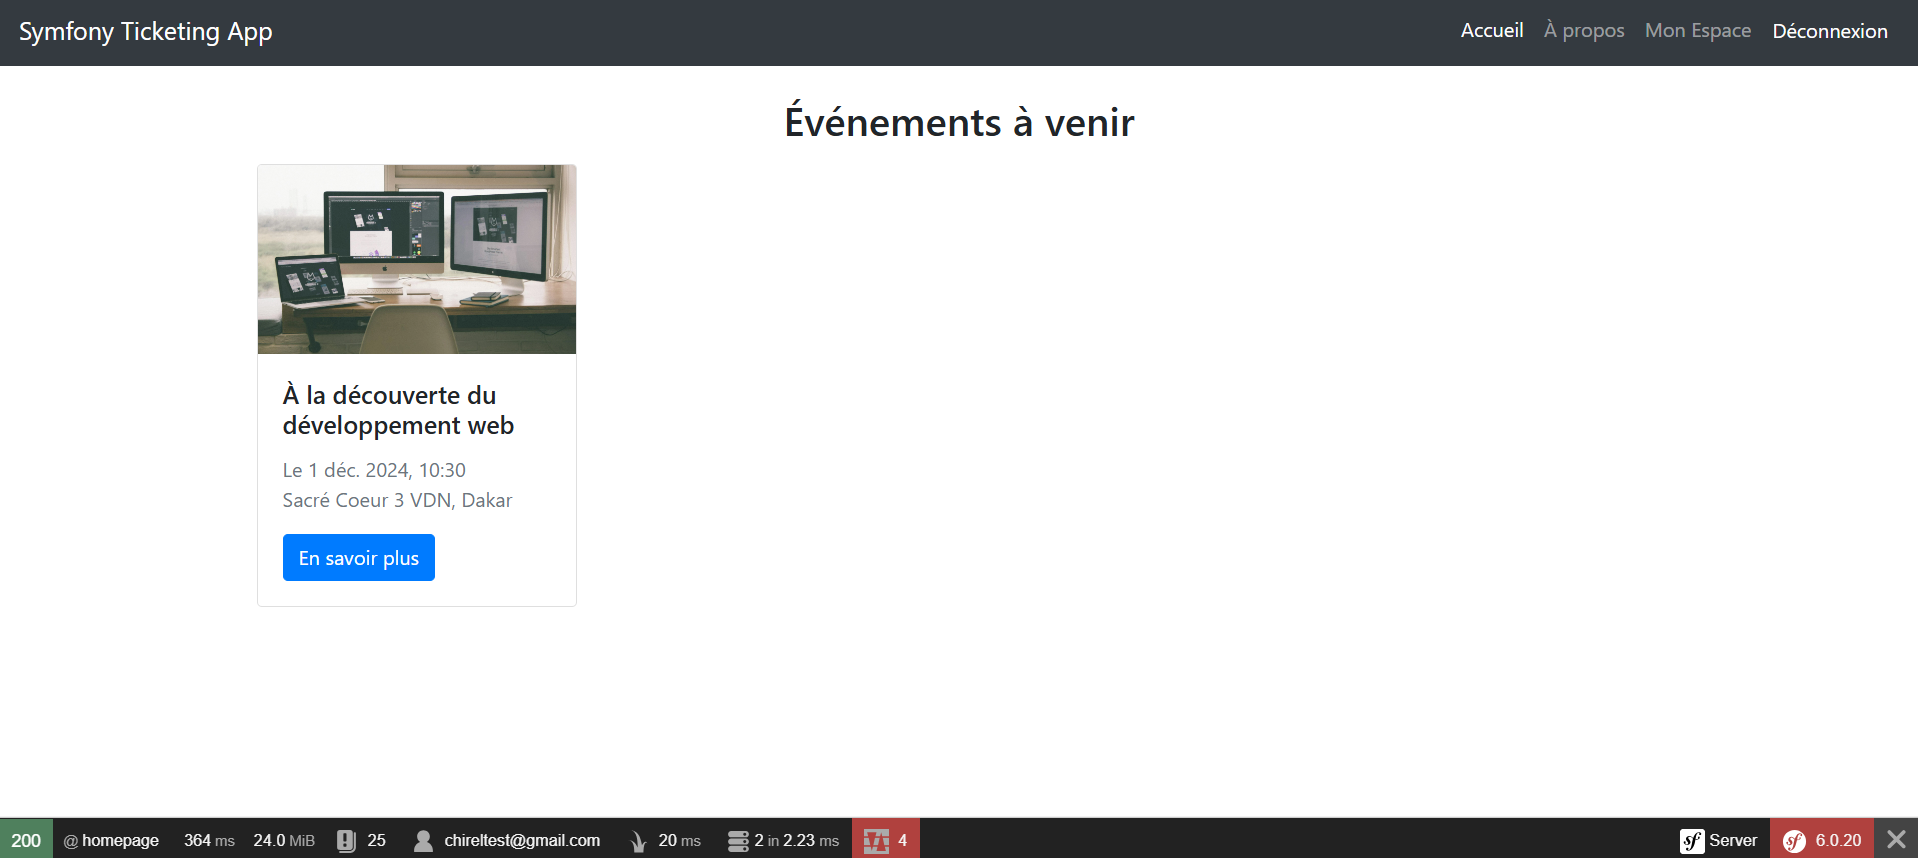 Symfony Ticketing App
Accueil À propos Mon Espace Déconnexion
Événements à venir
À la découverte du
développement web
Le 1 déc. 2024, 10:30
Sacré Coeur 3 VDN, Dakar
En savoir plus
200 @ homepage 364 ms 24.0 MiB 25 chireltest@gmail.com 20 ms 2 in 2.23 ms 4 sf Server sf 6.0.20